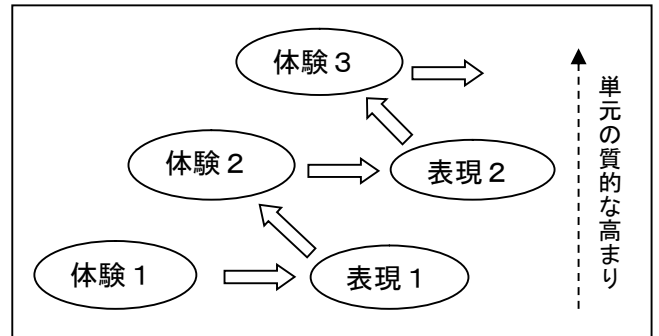 体験３
体験２
表現２
体験１
表現１
単元の質的な高まり